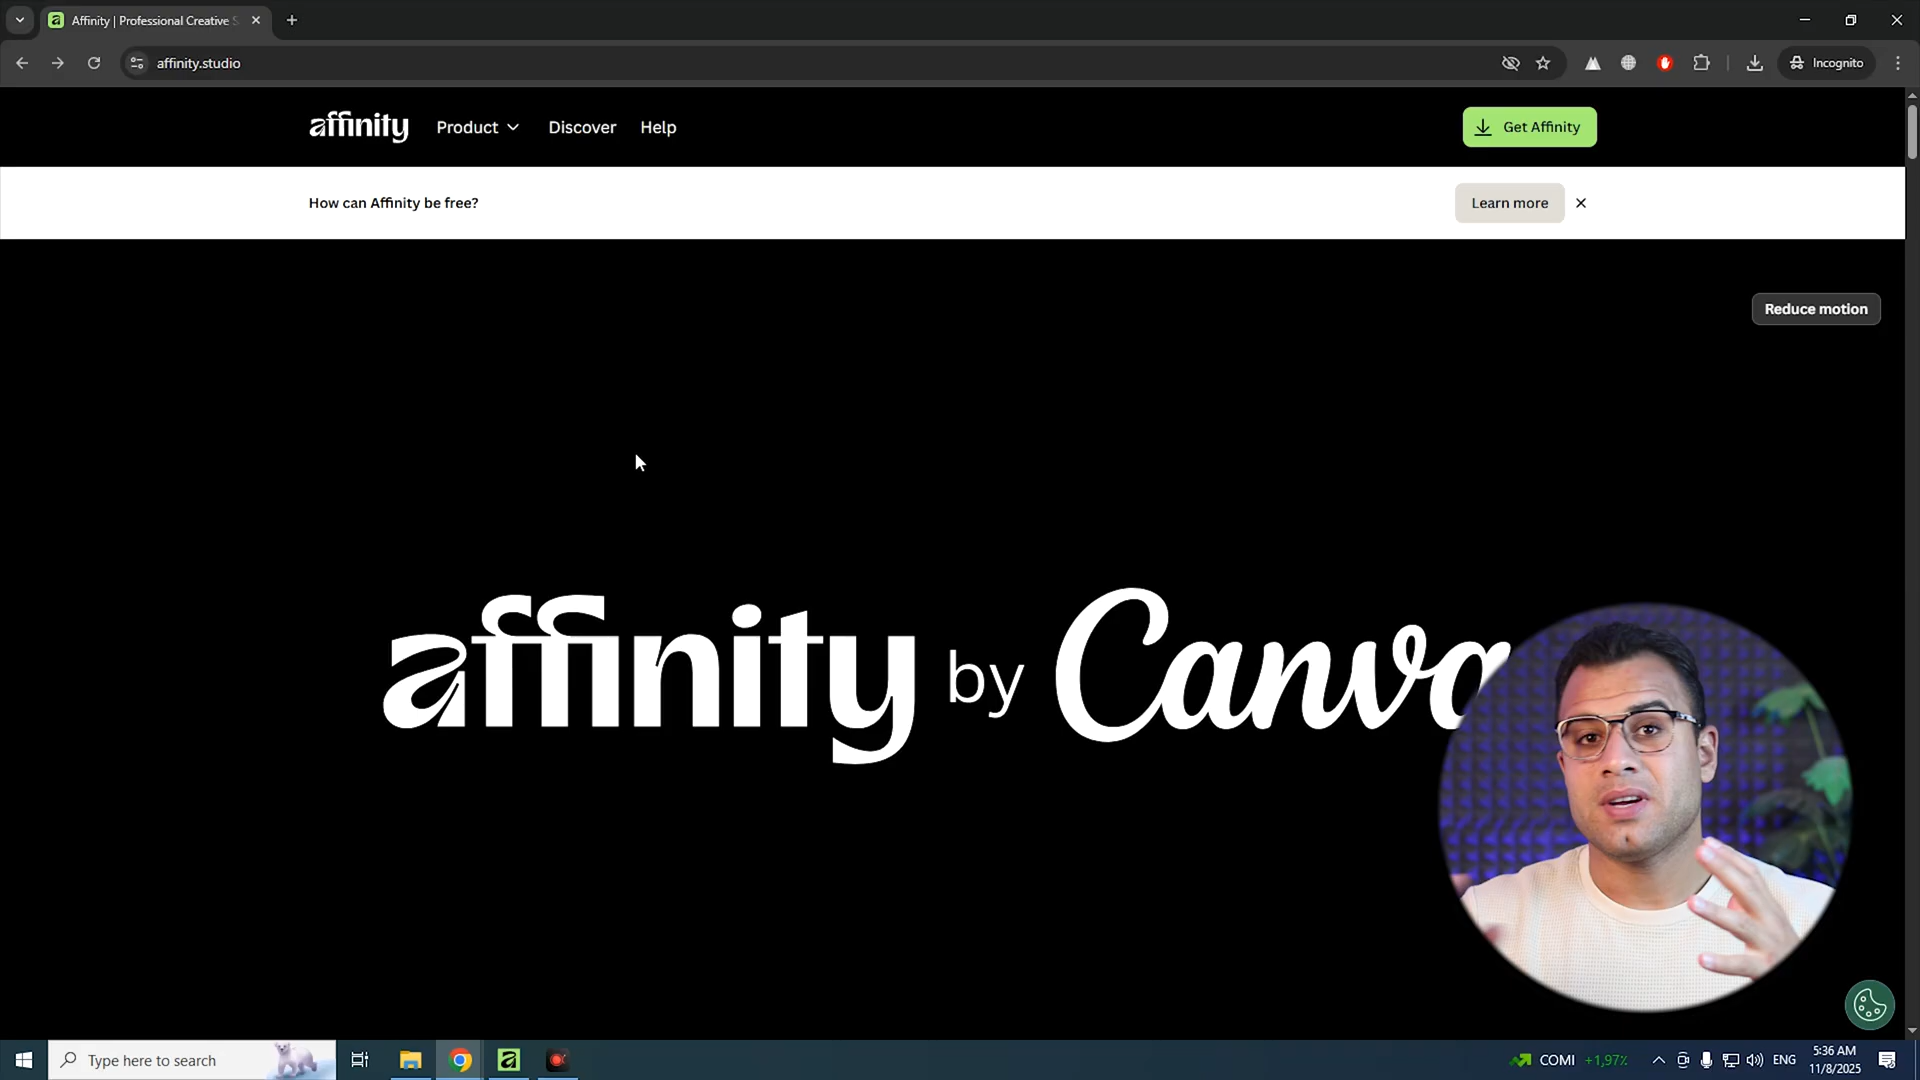 Affinity | Professional Creative S
affinity.studio
Incognito
affinity
Product
Discover
Help
Get Affinity
How can Affinity be free?
Learn more
Reduce motion
affinity by Canva
Type here to search
COMI +1,97%
ENG
5:36 AM
11/8/2025